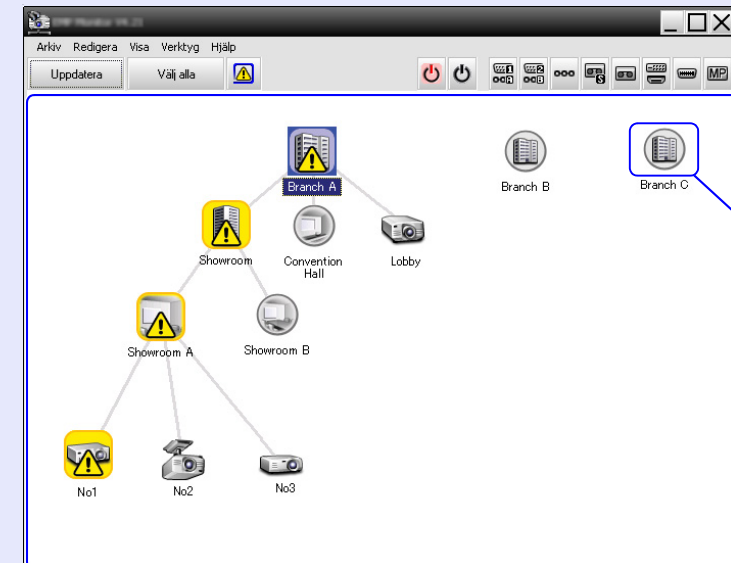 Arkiv Redigera Visa Verktyg Hjälp
Uppdatera Välj alla
MP
Branch A Branch B Branch C
Showroom Convention Hall Lobby
Showroom A Showroom B
No1 No2 No3